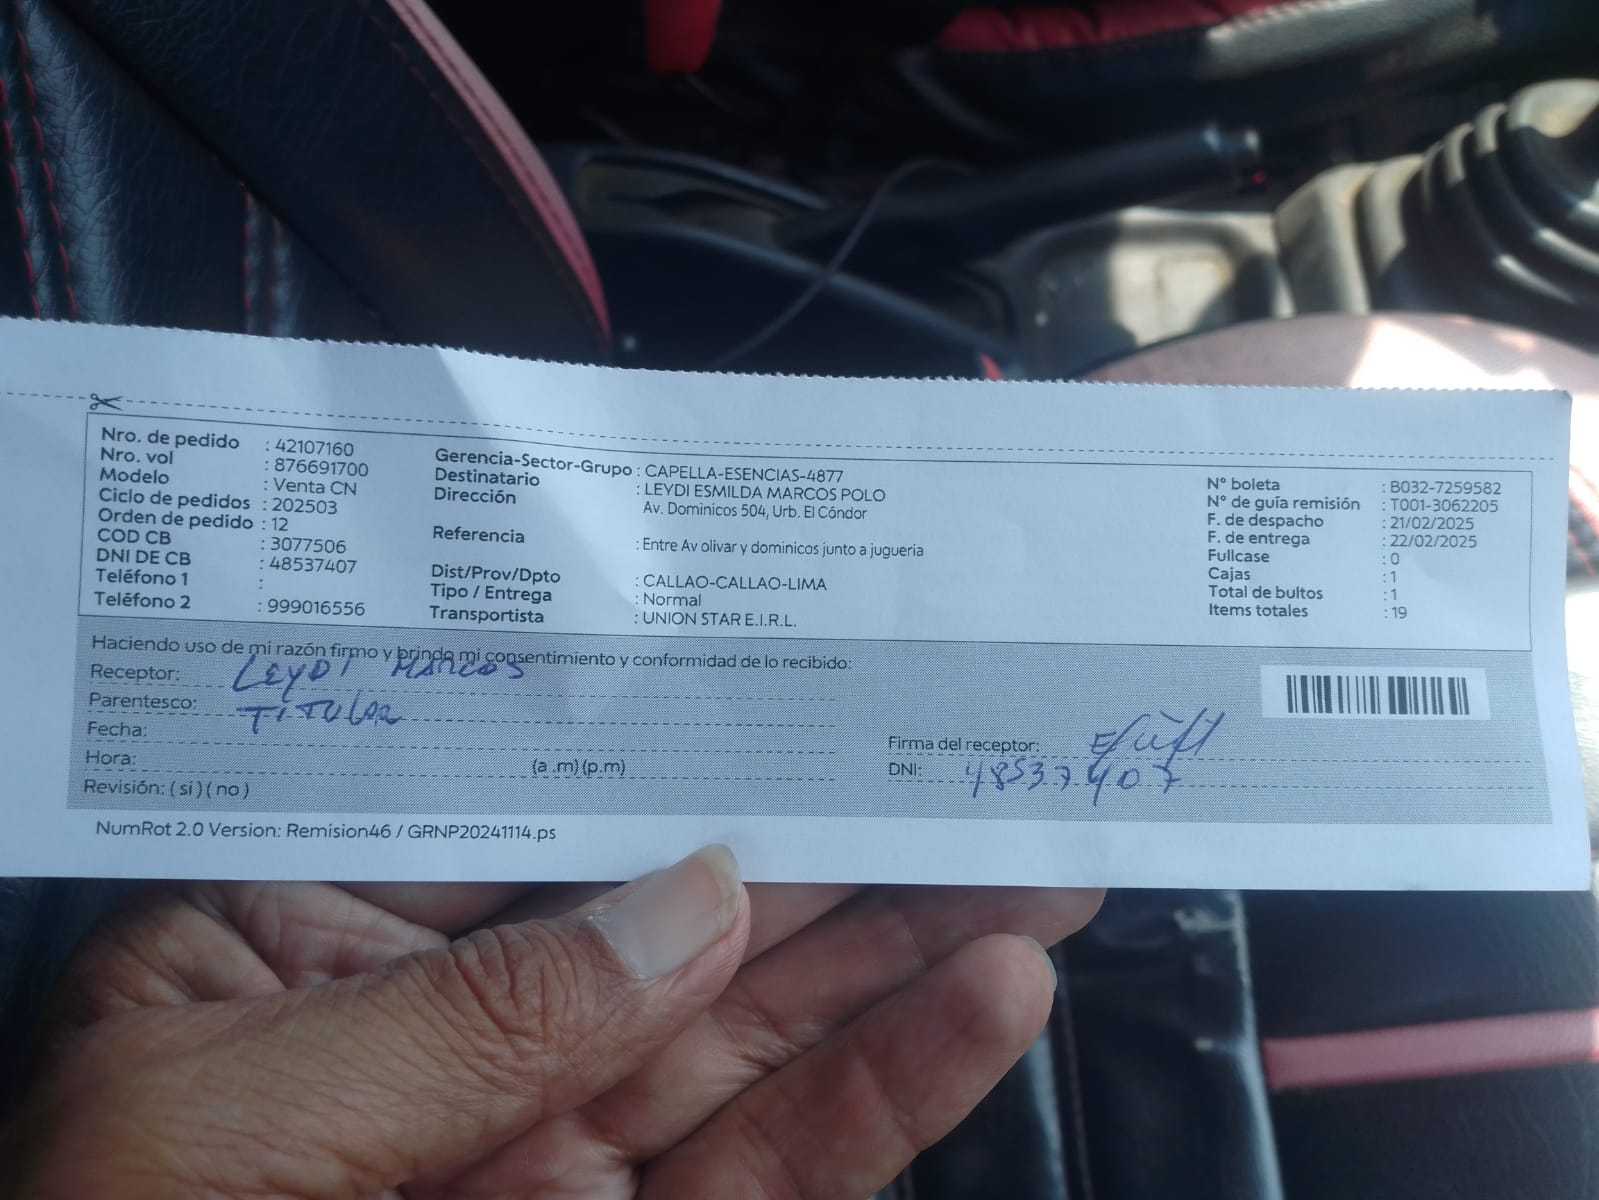 Nro. de pedido : 42107160
Nro. vol : 876691700
Modelo : Venta CN
Ciclo de pedidos : 202503
Orden de pedido : 12
COD CB : 3077506
DNI DE CB : 48537407
Teléfono 1 :
Teléfono 2 : 999016556
Gerencia-Sector-Grupo : CAPELLA-ESENCIAS-4877
Destinatario : LEYDI ESMILDA MARCOS POLO
Dirección Av. Dominicos 504, Urb. El Cóndor
Referencia : Entre Av olivar y dominicos junto a jugueria
Dist/Prov/Dpto : CALLAO-CALLAO-LIMA
Tipo / Entrega : Normal
Transportista : UNION STAR E.I.R.L.
N° boleta : B032-7259582
N° de guía remisión : T001-3062205
F. de despacho : 21/02/2025
F. de entrega : 22/02/2025
Fullcase : 0
Cajas : 1
Total de bultos : 1
Items totales : 19
Haciendo uso de mi razón firmo y brindo mi consentimiento y conformidad de lo recibido:
Receptor: LEYDI MARCOS
Parentesco: TITULAR
Fecha:
Hora: (a .m) (p.m)
Revisión: ( si ) ( no )
Firma del receptor:
DNI: 48537407
NumRot 2.0 Version: Remision46 / GRNP20241114.ps